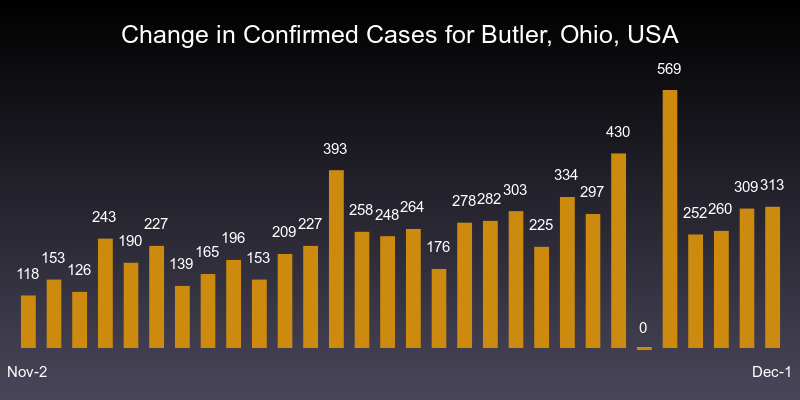 Change in Confirmed Cases for Butler, Ohio, USA
118 153 126 243 190 227 139 165 196 153 209 227 393 258 248 264 176 278 282 303 225 334 297 430 0 569 252 260 309 313
Nov-2 Dec-1